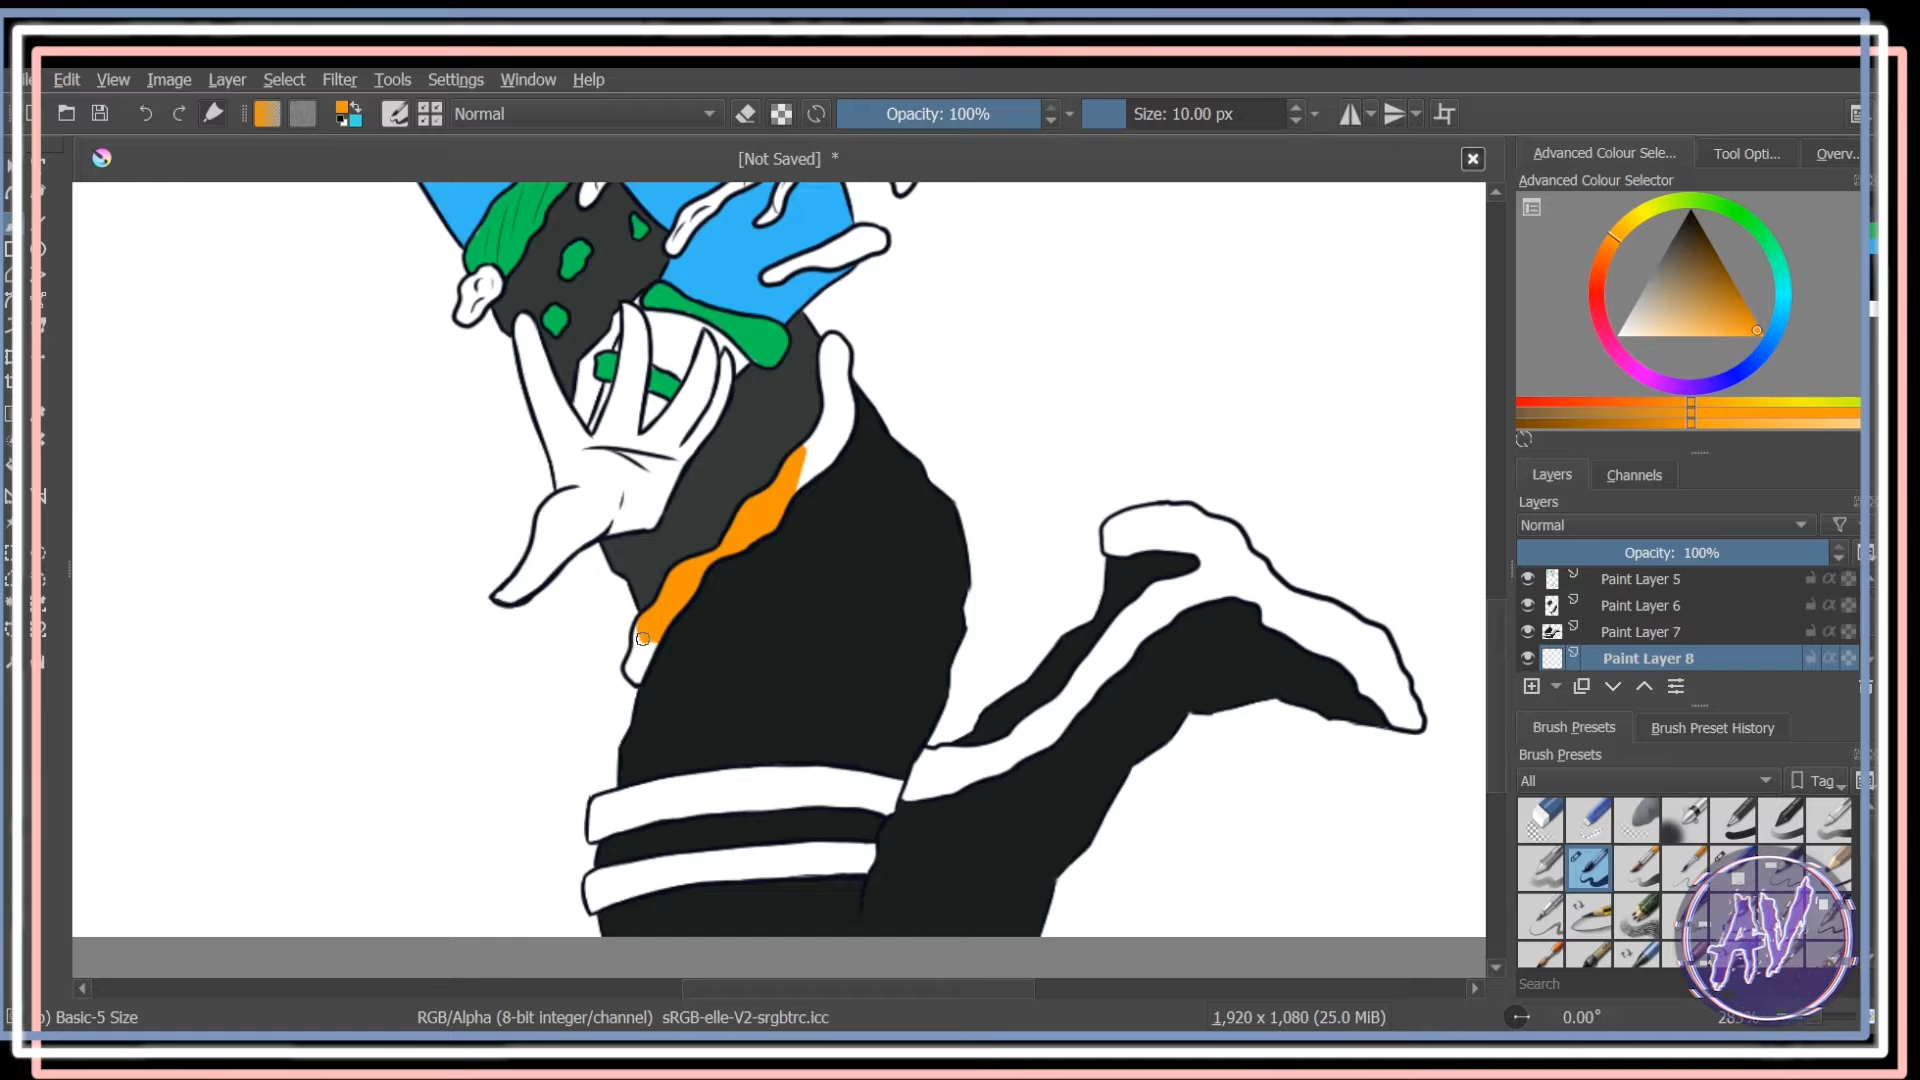 Edit View Image Layer Select Filter Tools Settings Window Help
Normal Opacity: 100% Size: 10.00 px
[Not Saved] *
Advanced Colour Sele... Tool Opti... Overv...
Advanced Colour Selector
Layers Channels
Layers
Normal
Opacity: 100%
Paint Layer 5
Paint Layer 6
Paint Layer 7
Paint Layer 8
Brush Presets Brush Preset History
Brush Presets
All Tag
AV
Search
) Basic-5 Size RGB/Alpha (8-bit integer/channel) sRGB-elle-V2-srgbtrc.icc 1,920 x 1,080 (25.0 MiB) 0.00°